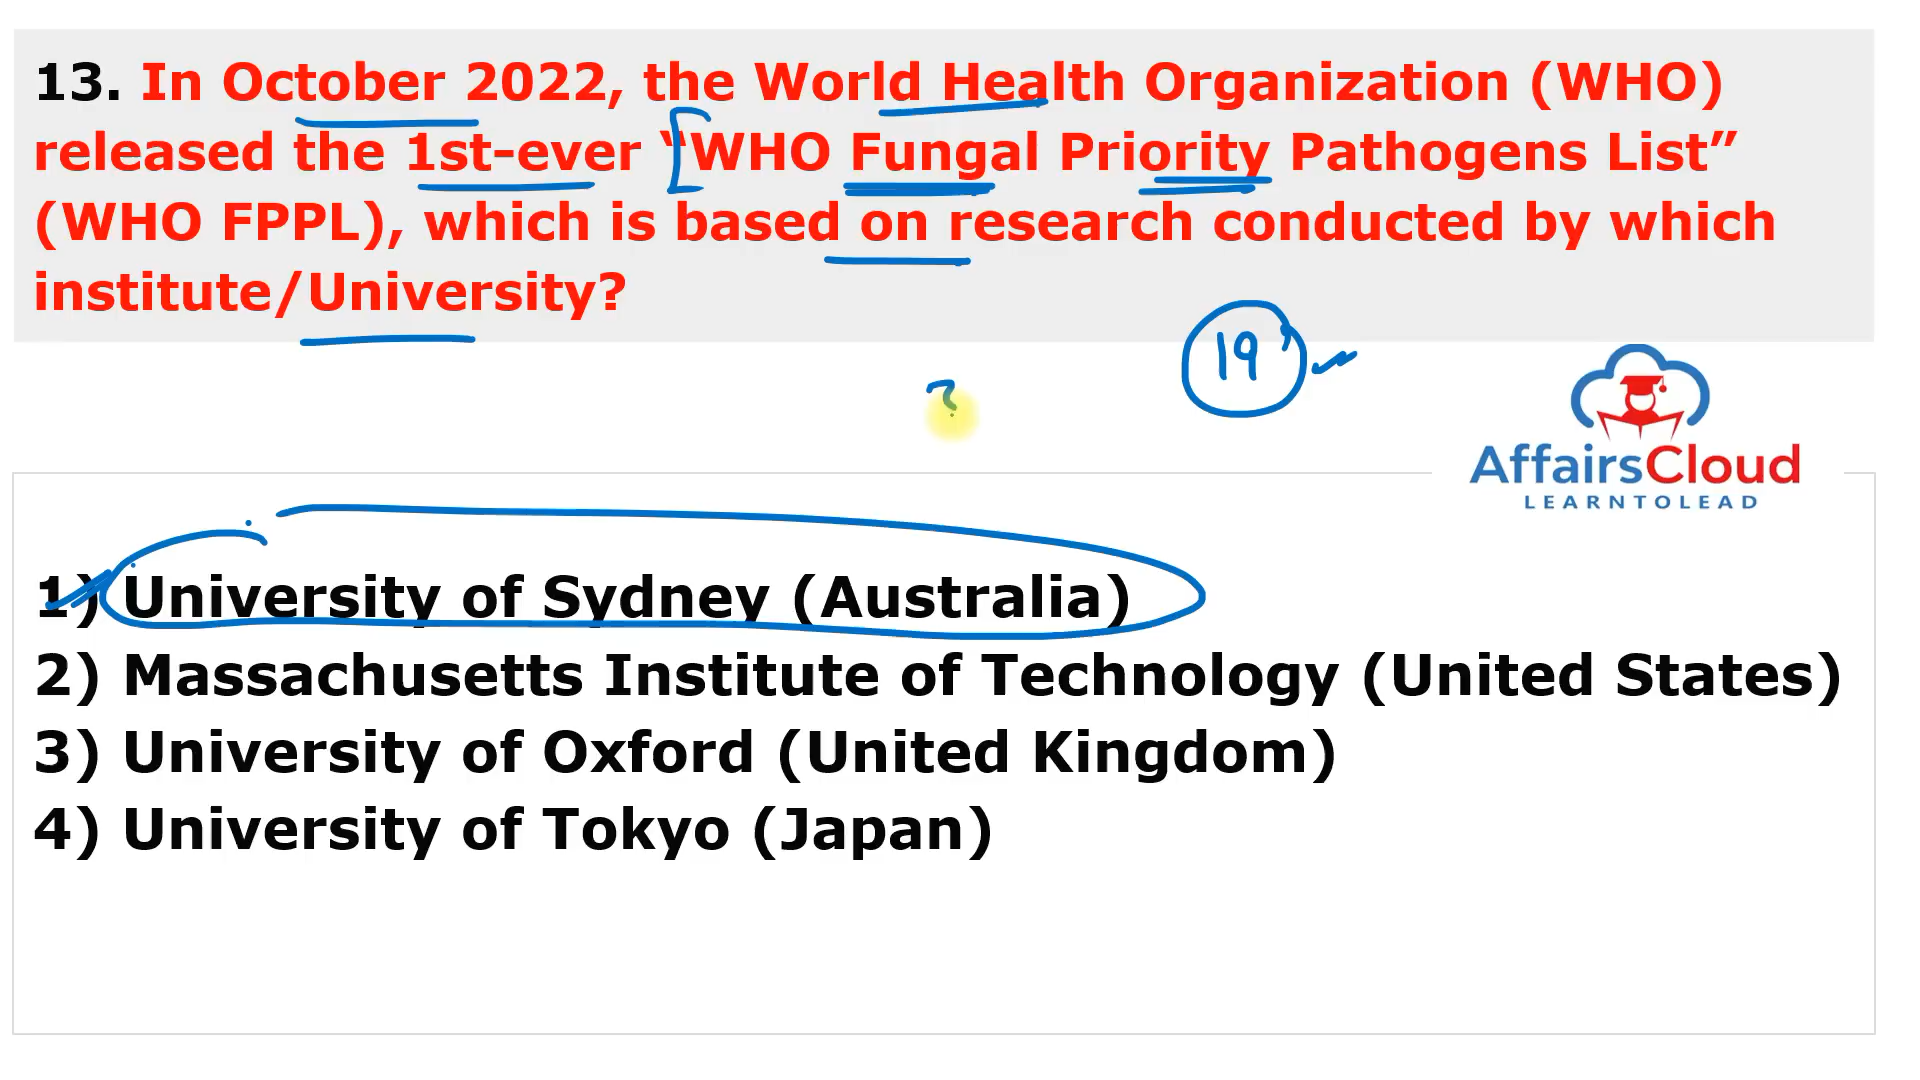 13. In October 2022, the World Health Organization (WHO)
released the 1st-ever “WHO Fungal Priority Pathogens List”
(WHO FPPL), which is based on research conducted by which
institute/University?
19
AffairsCloud
LEARNTOLEAD
1) University of Sydney (Australia)
2) Massachusetts Institute of Technology (United States)
3) University of Oxford (United Kingdom)
4) University of Tokyo (Japan)